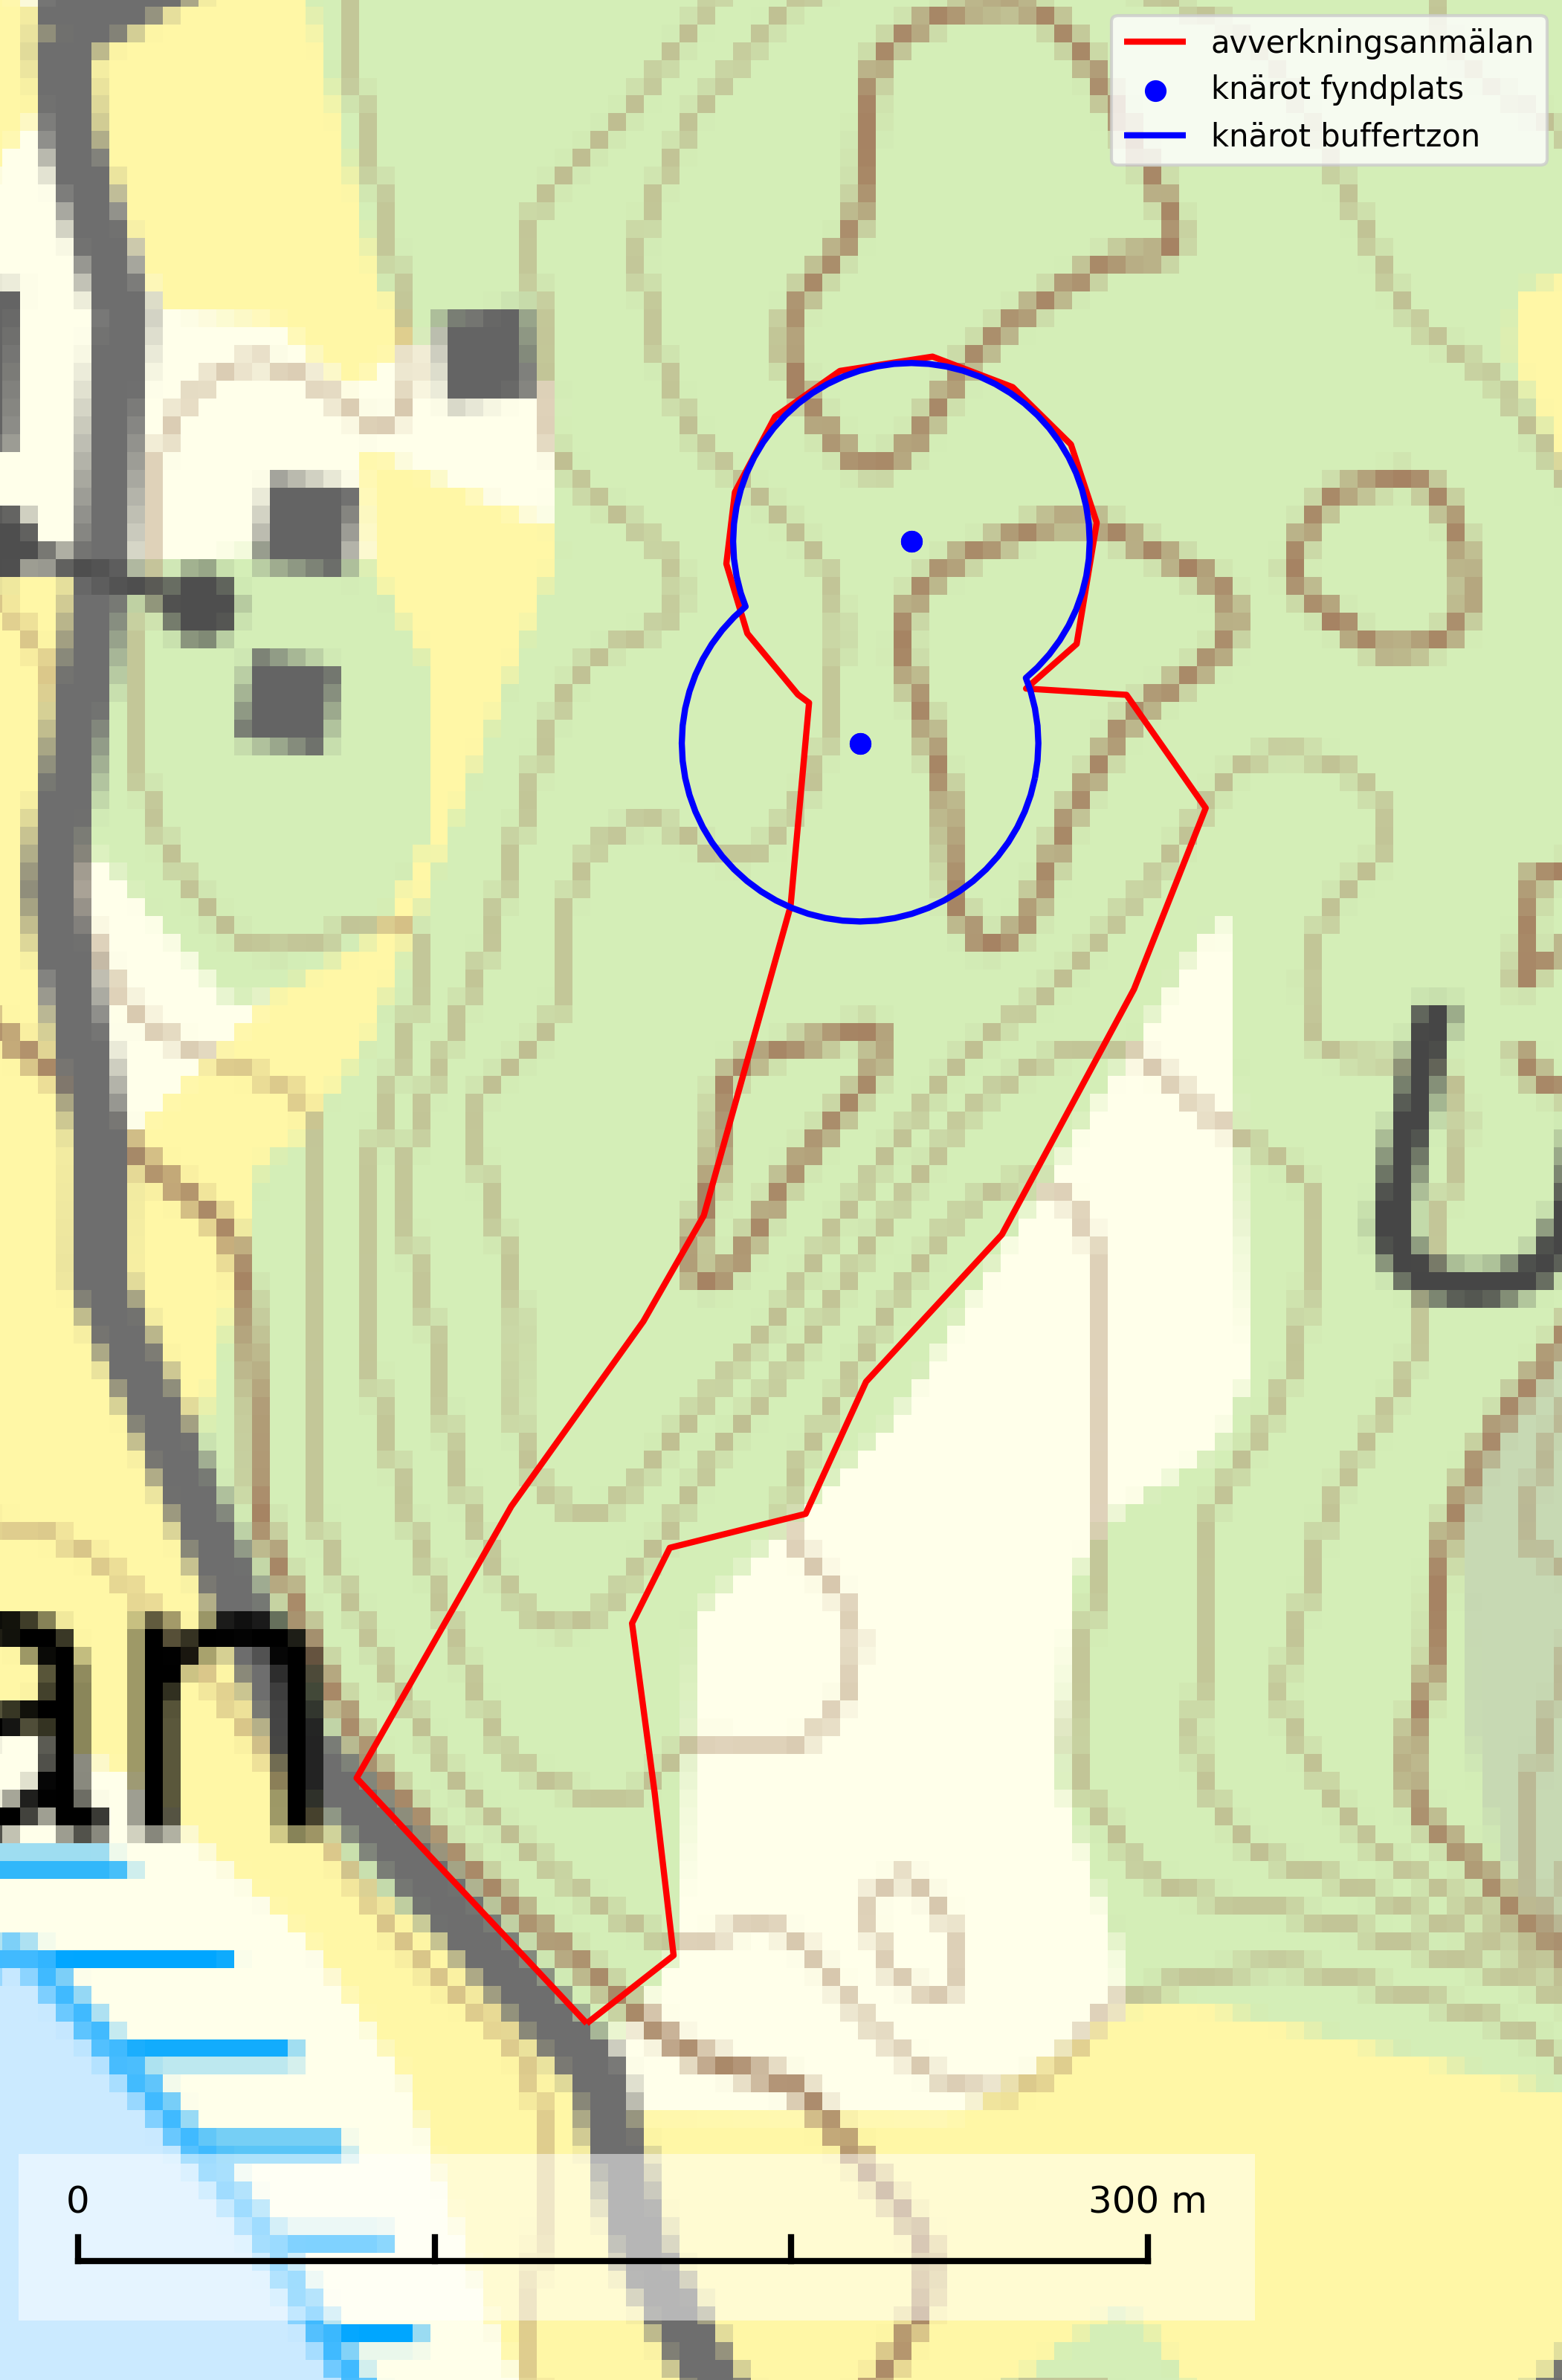 avverkningsanmälan
knärot fyndplats
knärot buffertzon
an
0 300 m